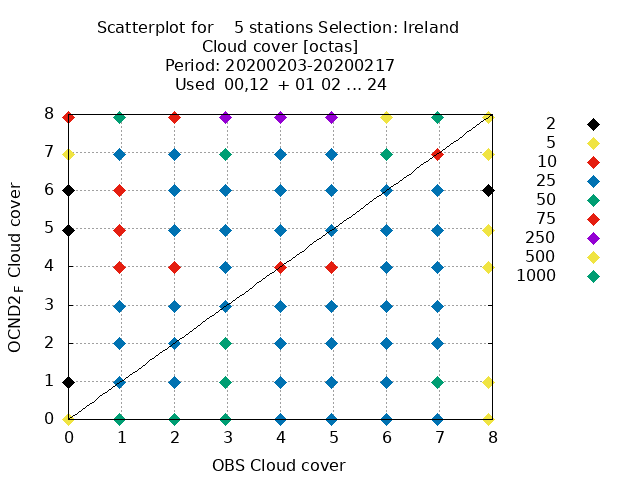 Scatterplot for 5 stations Selection: Ireland
Cloud cover [octas]
Period: 20200203-20200217
Used 00,12 + 01 02 ... 24
8
7
6
5
4
3
2
1
0
OCND2F Cloud cover
0 1 2 3 4 5 6 7 8
OBS Cloud cover
2
5
10
25
50
75
250
500
1000